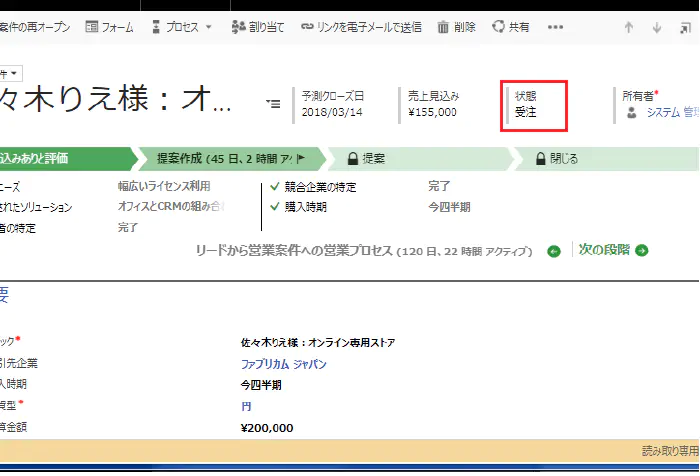 案件の再オープン フォーム プロセス 割り当て リンクを電子メールで送信 削除 共有 •••
件
々木りえ様：オ...
予測クローズ日 売上見込み 状態 所有者*
2018/03/14 ¥155,000 受注 システム 管理
込みありと評価 提案作成 (45 日、2 時間 ア 提案 閉じる
ニーズ 幅広いライセンス利用 競合企業の特定 完了
されたソリューション オフィスとCRMの組み合 購入時期 今四半期
者の特定 完了
リードから営業案件への営業プロセス (120 日、22 時間 アクティブ) 次の段階
要
ック* 佐々木りえ様：オンライン専用ストア
引先企業 ファブリカム ジャパン
入時期 今四半期
貨型* 円
算金額 ¥200,000
読み取り専用